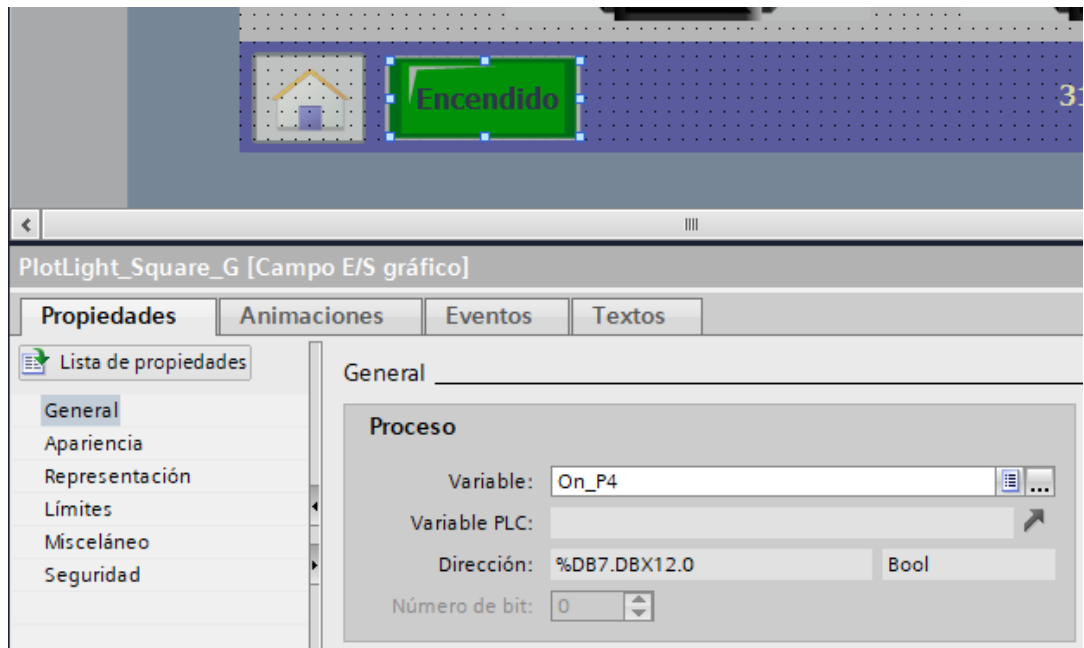 Encendido
31
PlotLight_Square_G [Campo E/S gráfico]
Propiedades
Animaciones
Eventos
Textos
Lista de propiedades
General
Apariencia
Representación
Límites
Misceláneo
Seguridad
General
Proceso
Variable: On_P4
...
Variable PLC:
Dirección: %DB7.DBX12.0 Bool
Número de bit: 0